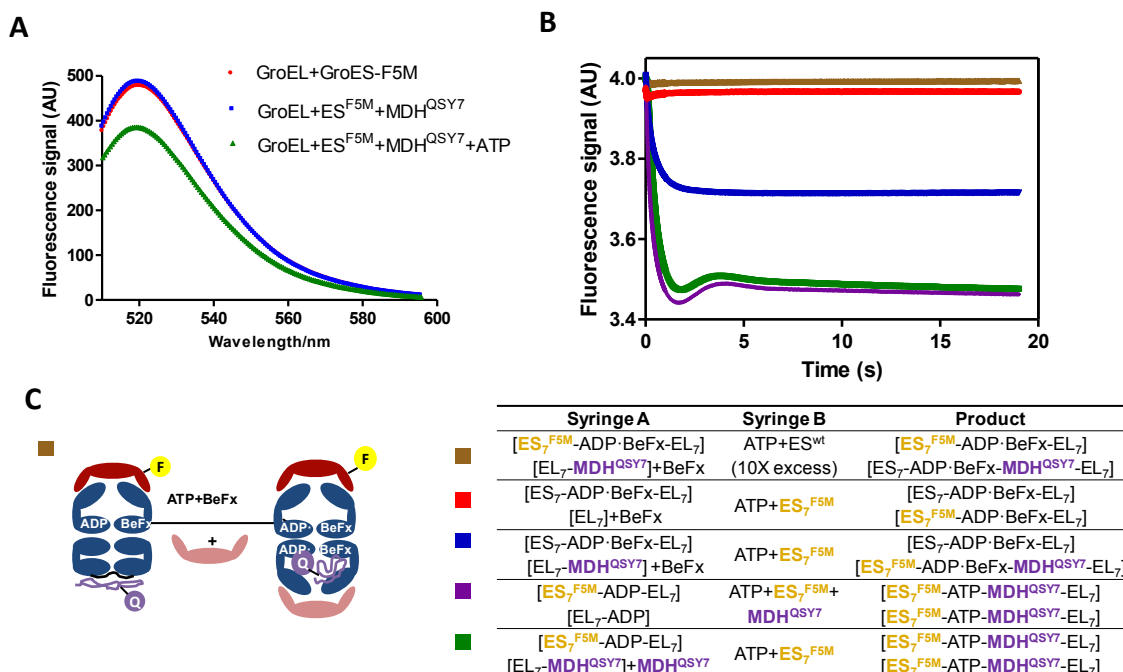 A
Fluorescence signal (AU)
500
400
300
200
100
0
520
540
560
580
600
Wavelength/nm
GroEL+GroES-F5M
GroEL+ES^F5M+MDH^QSY7
GroEL+ES^F5M+MDH^QSY7+ATP
B
Fluorescence signal (AU)
4.0
3.8
3.6
3.4
0
5
10
15
20
Time (s)
C
F
ATP+BeFx
ADP BeFx
+
Q
F
ADP· BeFx
ADP· BeFx
Q
Syringe A Syringe B Product
[ES₇^F5M-ADP·BeFx-EL₇] ATP+ES^wt [ES₇^F5M-ADP·BeFx-EL₇]
[EL₇-MDH^QSY7]+BeFx (10X excess) [ES₇-ADP·BeFx-MDH^QSY7-EL₇]
[ES₇-ADP·BeFx-EL₇] ATP+ES₇^F5M [ES₇-ADP·BeFx-EL₇]
[EL₇]+BeFx [ES₇^F5M-ADP·BeFx-EL₇]
[ES₇-ADP·BeFx-EL₇] ATP+ES₇^F5M [ES₇-ADP·BeFx-EL₇]
[EL₇-MDH^QSY7] +BeFx [ES₇^F5M-ADP·BeFx-MDH^QSY7-EL₇]
[ES₇^F5M-ADP-EL₇] ATP+ES₇^F5M+ [ES₇^F5M-ATP-MDH^QSY7-EL₇]
[EL₇-ADP] MDH^QSY7 [ES₇^F5M-ATP-MDH^QSY7-EL₇]
[ES₇^F5M-ADP-EL₇] ATP+ES₇^F5M [ES₇^F5M-ATP-MDH^QSY7-EL₇]
[EL₇-MDH^QSY7]+MDH^QSY7 [ES₇^F5M-ATP-MDH^QSY7-EL₇]